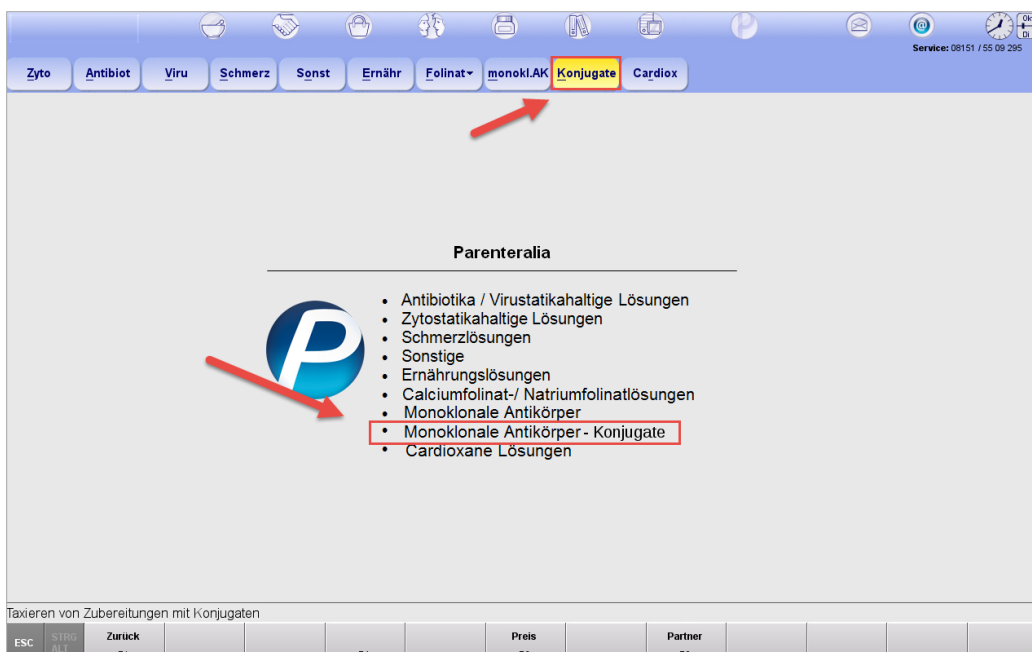 Ok
Di
Service: 08151 / 55 09 295
Zyto Antibiot Viru Schmerz Sonst Ernähr Folinat monokl.AK Konjugate Cardiox
Parenteralia
• Antibiotika / Virustatikahaltige Lösungen
• Zytostatikahaltige Lösungen
• Schmerzlösungen
• Sonstige
• Ernährungslösungen
• Calciumfolinat-/ Natriumfolinatlösungen
• Monoklonale Antikörper
• Monoklonale Antikörper - Konjugate
• Cardioxane Lösungen
P
Taxieren von Zubereitungen mit Konjugaten
ESC STRG Zurück Preis Partner
ALT